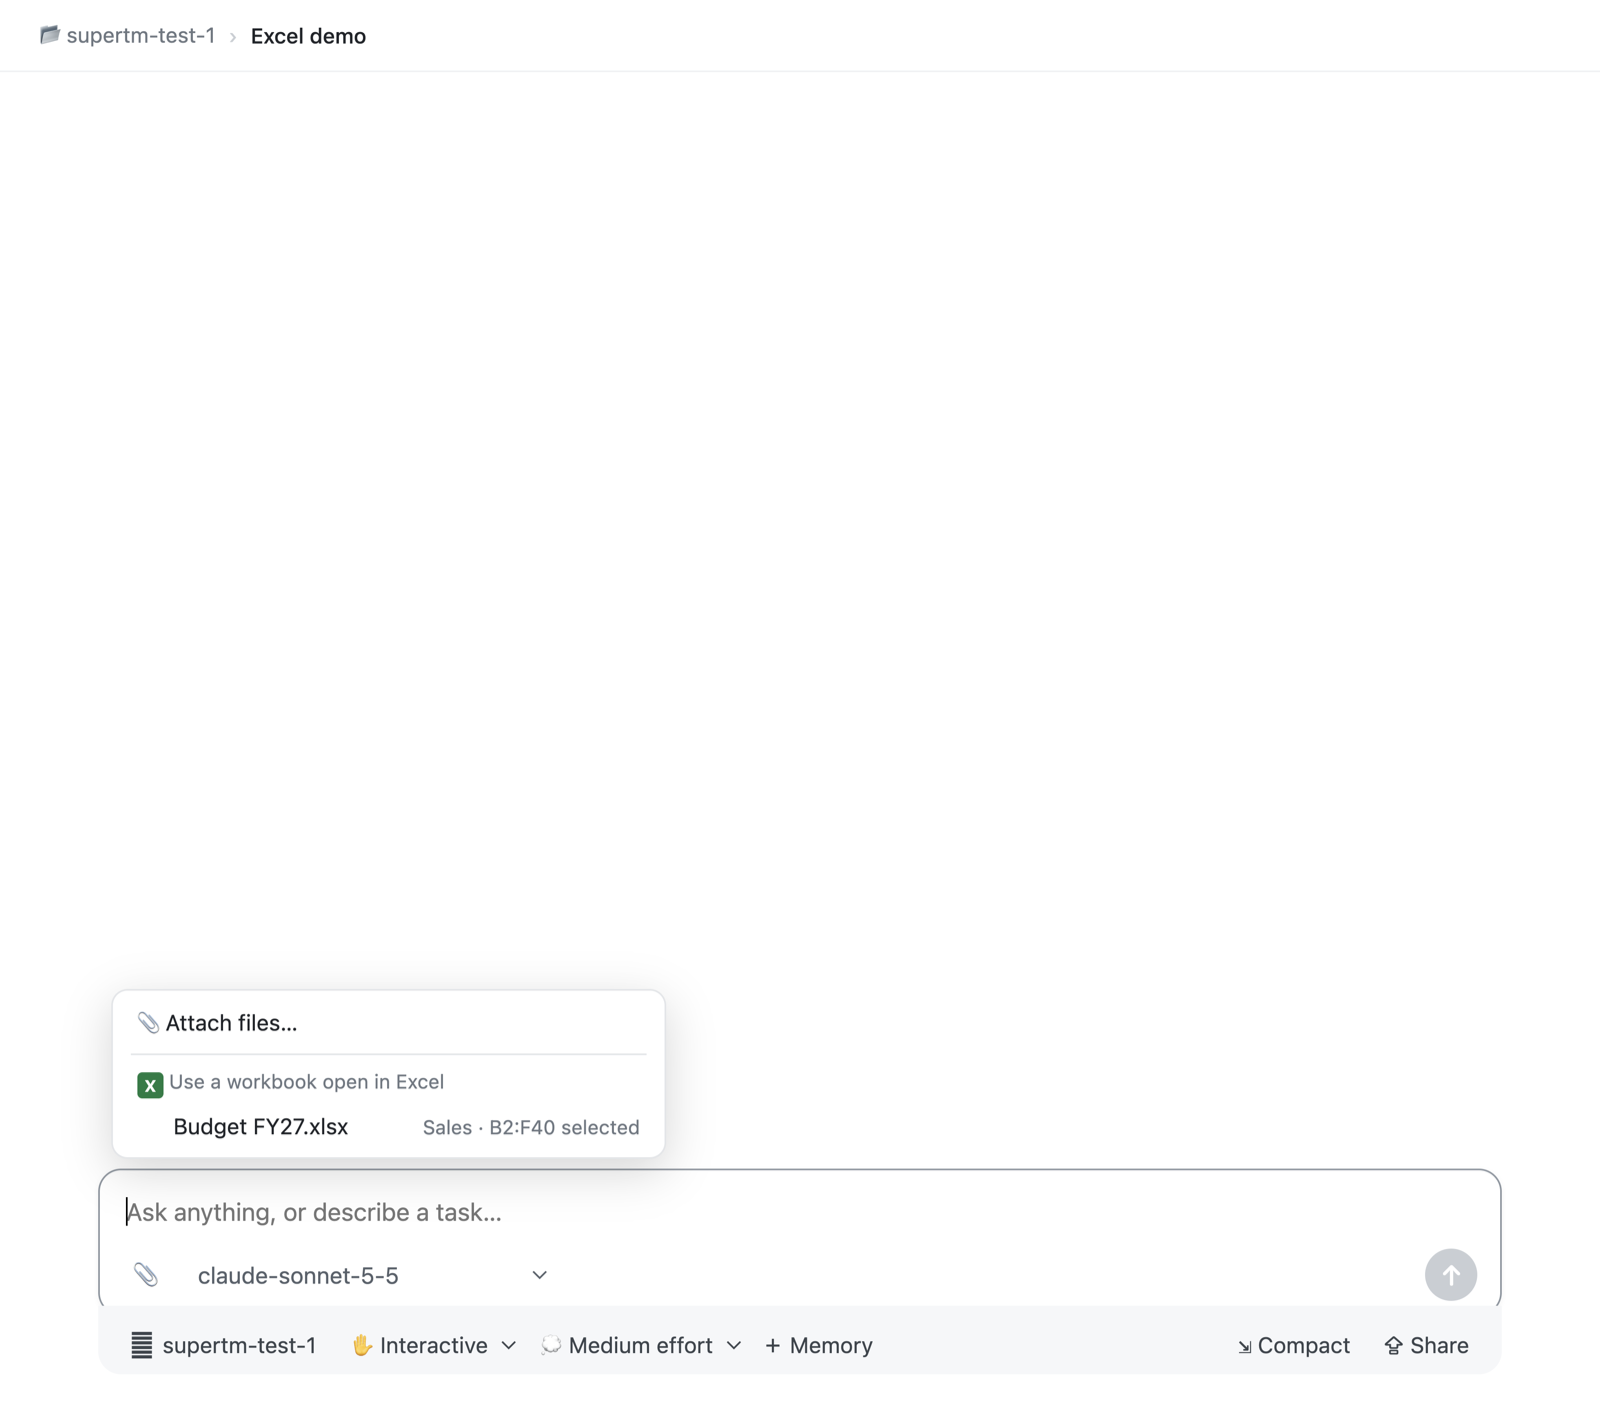 supertm-test-1 › Excel demo
Attach files...
X Use a workbook open in Excel
Budget FY27.xlsx Sales · B2:F40 selected
Ask anything, or describe a task...
claude-sonnet-5-5
supertm-test-1 Interactive Medium effort + Memory Compact Share